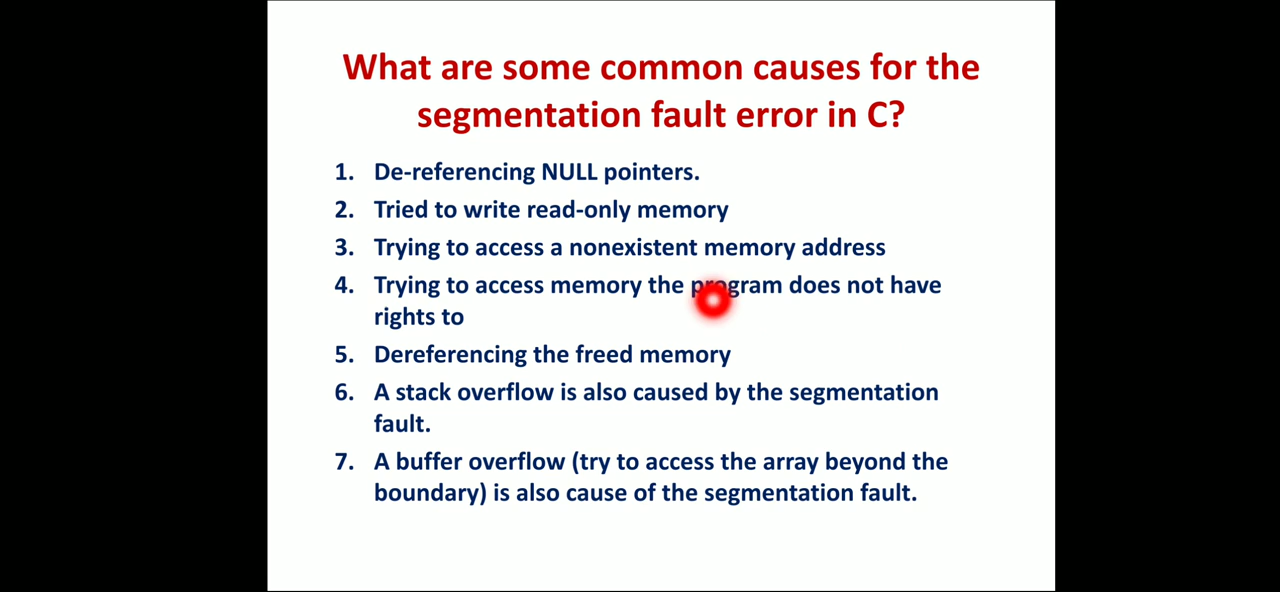 What are some common causes for the
segmentation fault error in C?
1. De-referencing NULL pointers.
2. Tried to write read-only memory
3. Trying to access a nonexistent memory address
4. Trying to access memory the program does not have
rights to
5. Dereferencing the freed memory
6. A stack overflow is also caused by the segmentation
fault.
7. A buffer overflow (try to access the array beyond the
boundary) is also cause of the segmentation fault.